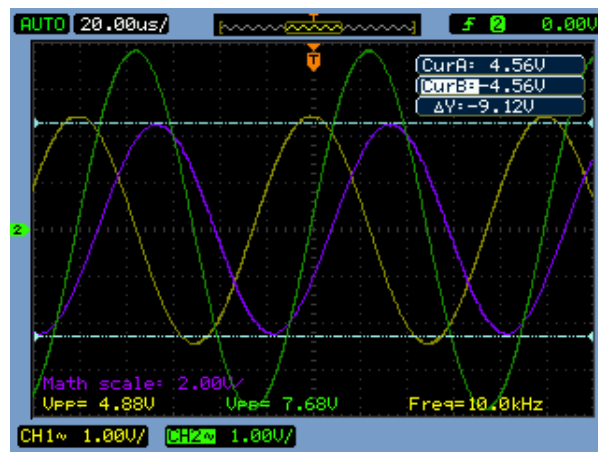 AUTO 20.00us/ T f 2 0.00V
T
CurA: 4.56V
CurB:-4.56V
ΔY:-9.12V
2
Math scale: 2.00V/
Vpp= 4.88V Vpp= 7.68V Freq=10.0kHz
CH1~ 1.00V/ CH2~ 1.00V/